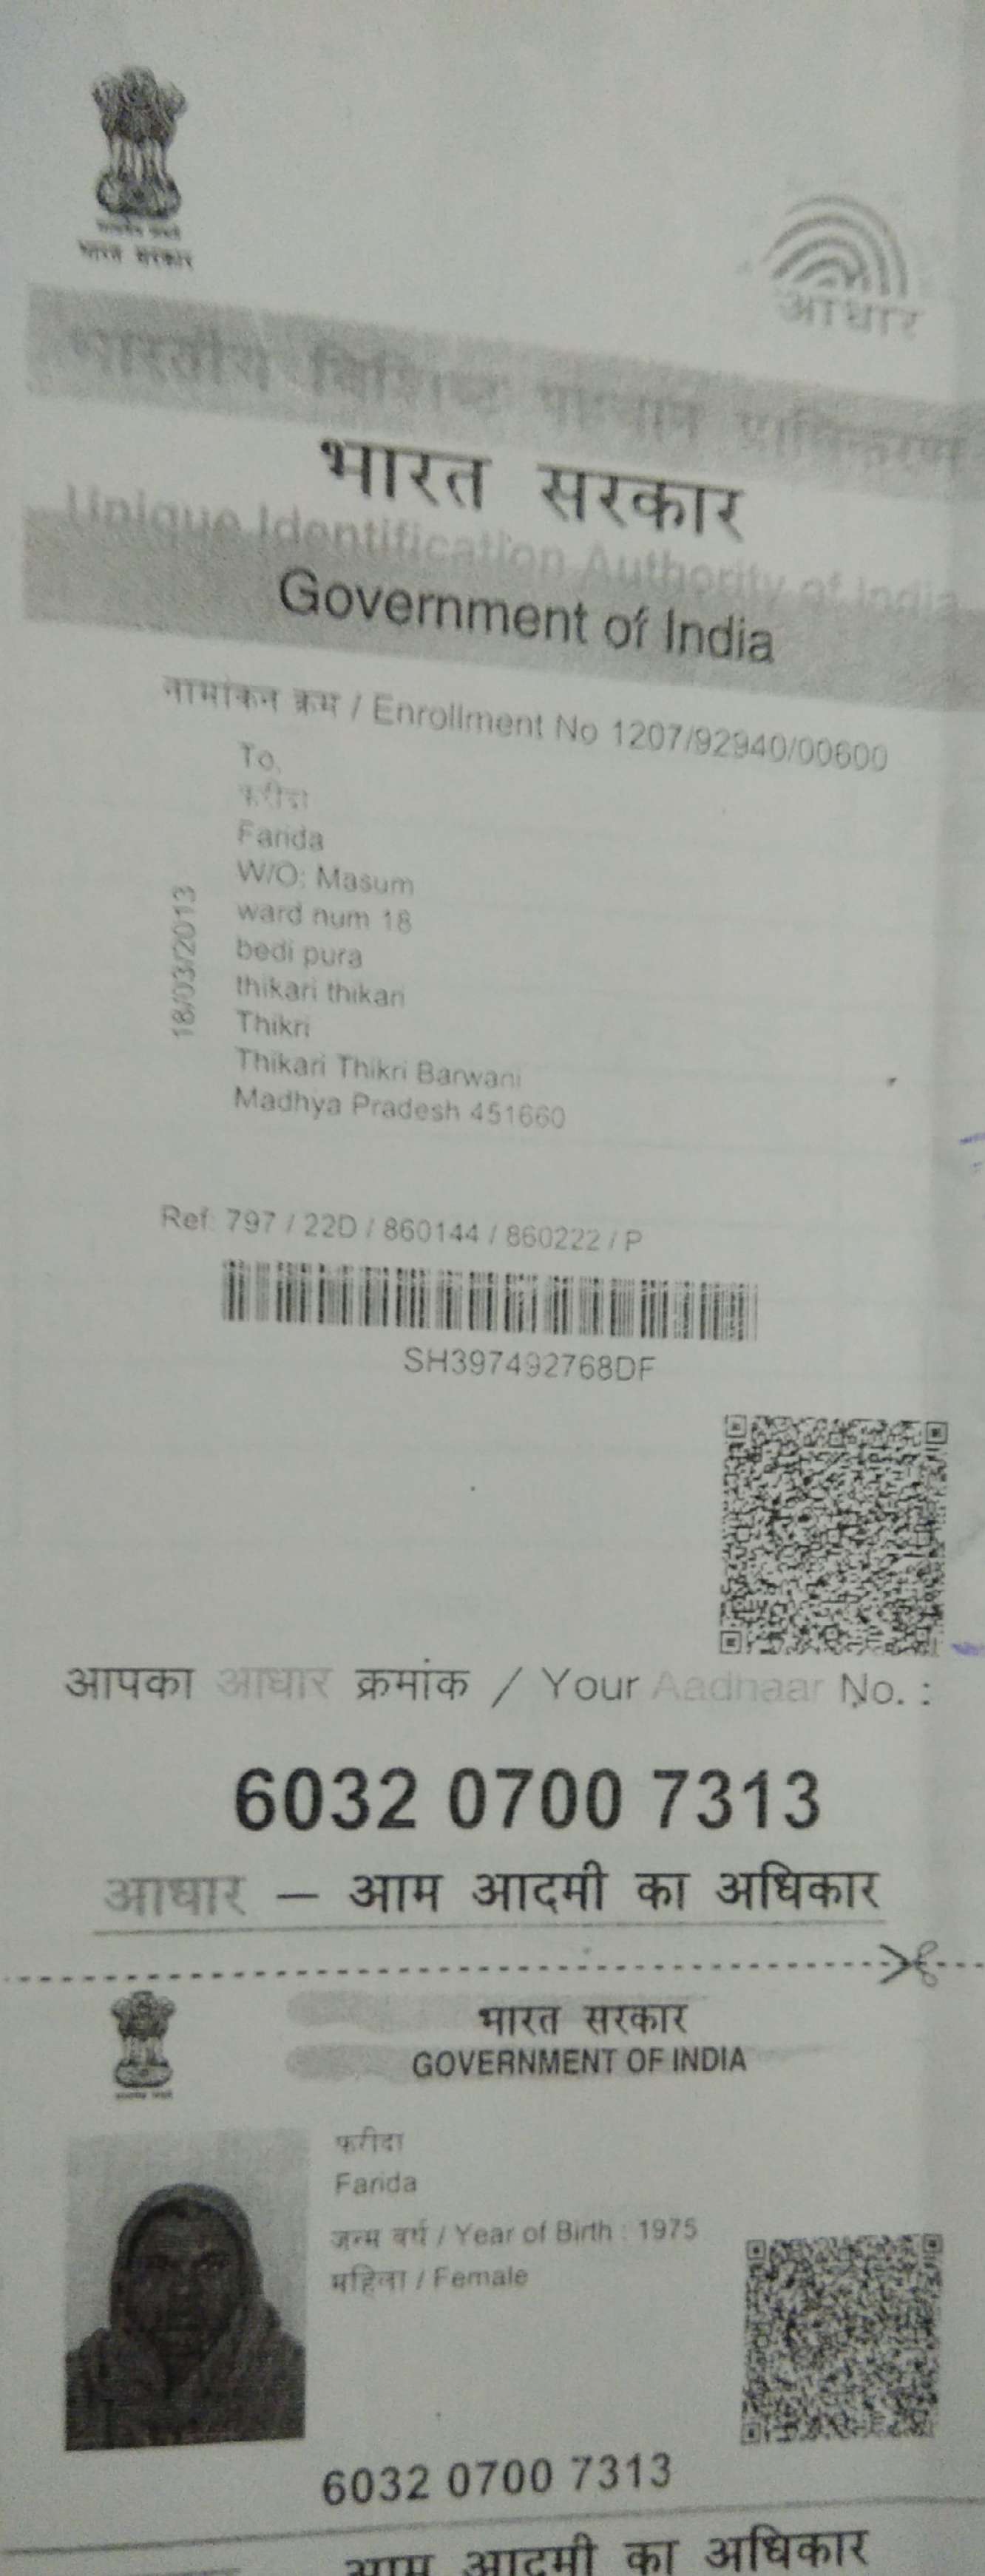 भारत सरकार
आधार
भारतीय विशिष्ट पहचान प्राधिकरण
भारत सरकार
Unique Identification Authority of India
Government of India
नामांकन क्रम / Enrollment No 1207/92940/00600
To,
फरीदा
Farida
W/O: Masum
ward num 18
bedi pura
thikari thikari
Thikri
Thikari Thikri Barwani
Madhya Pradesh 451660
18/03/2013
Ref: 797 / 22D / 860144 / 860222 / P
SH397492768DF
आपका आधार क्रमांक / Your Aadhaar No. :
6032 0700 7313
आधार – आम आदमी का अधिकार
भारत सरकार
GOVERNMENT OF INDIA
फरीदा
Farida
जन्म वर्ष / Year of Birth : 1975
महिला / Female
6032 0700 7313
आम आदमी का अधिकार